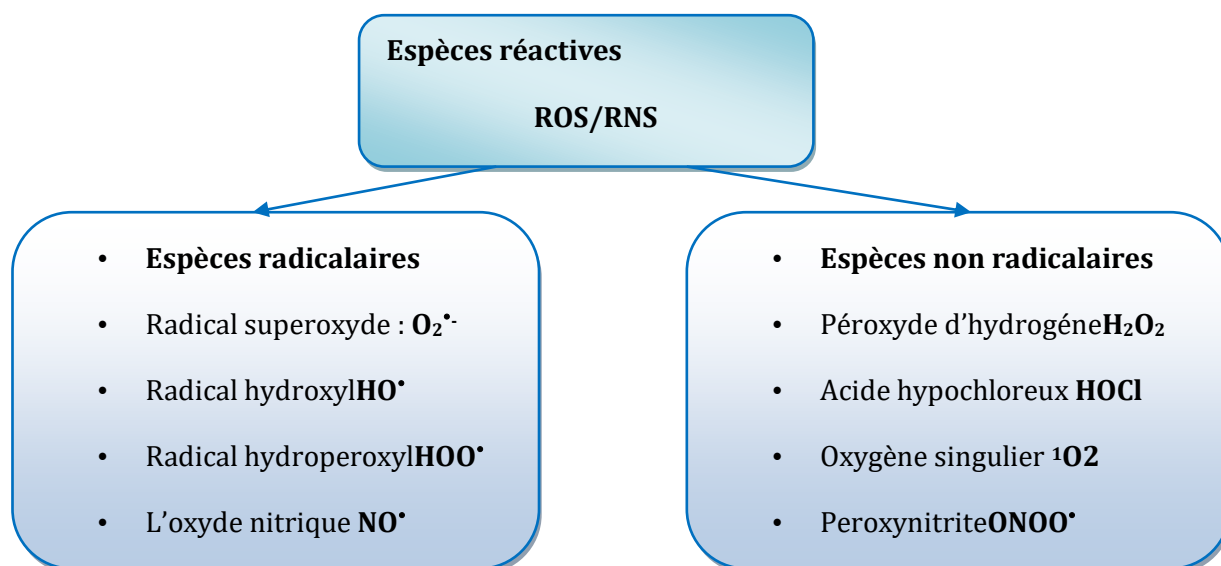 Espèces réactives
ROS/RNS
• Espèces radicalaires
• Radical superoxyde : O₂•-
• Radical hydroxylHO•
• Radical hydroperoxylHOO•
• L’oxyde nitrique NO•
• Espèces non radicalaires
• Péroxyde d’hydrogéneH₂O₂
• Acide hypochloreux HOCl
• Oxygène singulier ¹O2
• PeroxynitriteONOO•